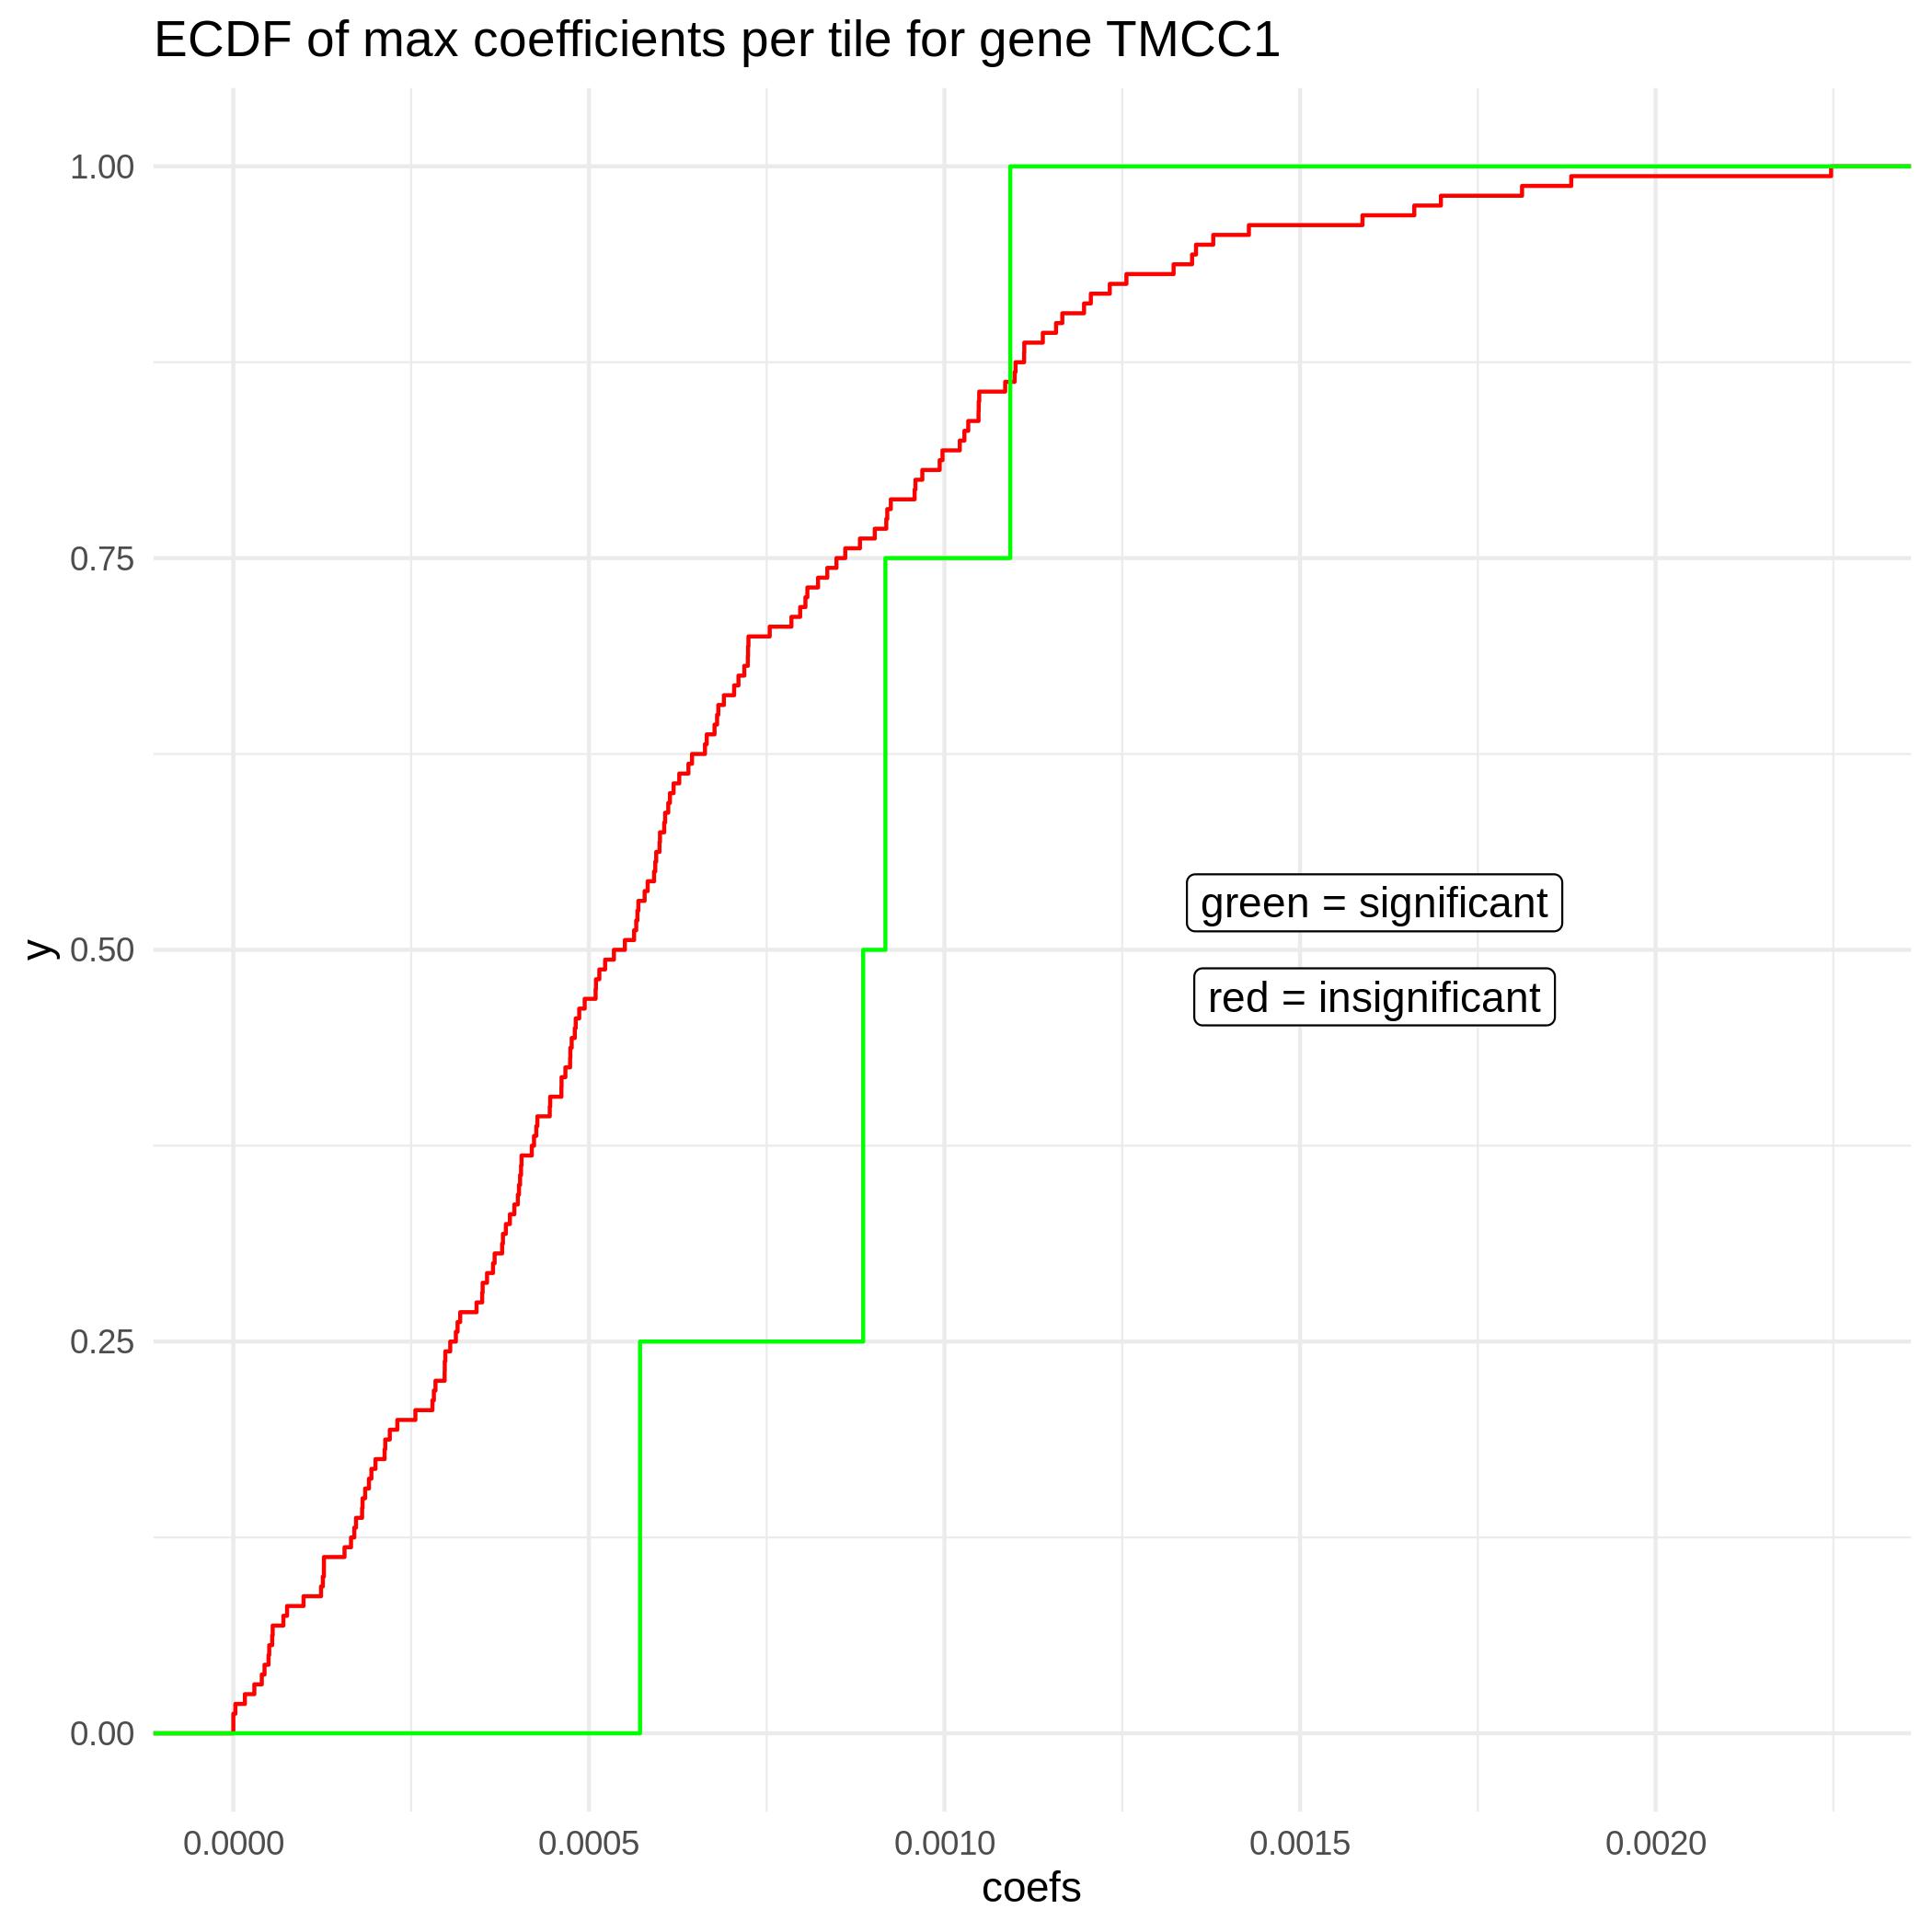 ECDF of max coefficients per tile for gene TMCC1
1.00
0.75
0.50
0.25
0.00
y
green = significant
red = insignificant
0.0000
0.0005
0.0010
0.0015
0.0020
coefs